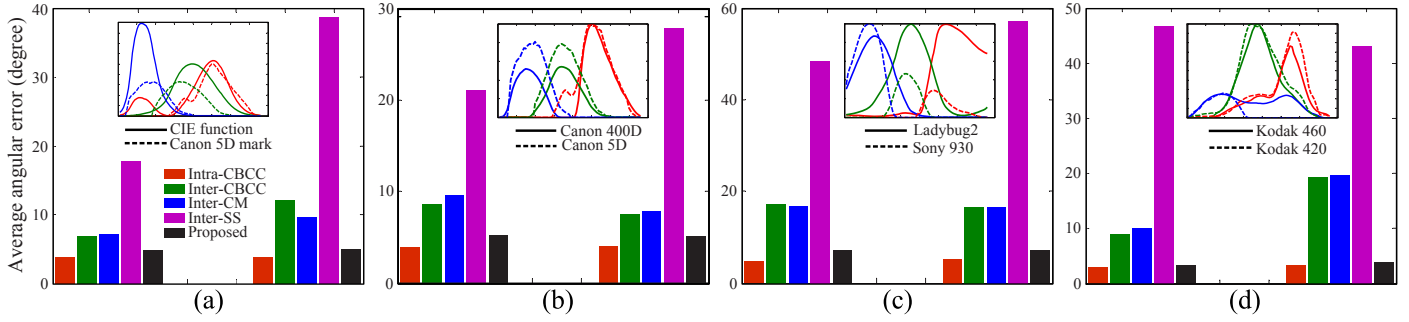 Average angular error (degree)
40
30
20
10
0
CIE function
Canon 5D mark
Intra-CBCC
Inter-CBCC
Inter-CM
Inter-SS
Proposed
(a)
30
20
10
0
Canon 400D
Canon 5D
(b)
60
40
20
0
Ladybug2
Sony 930
(c)
50
40
30
20
10
0
Kodak 460
Kodak 420
(d)